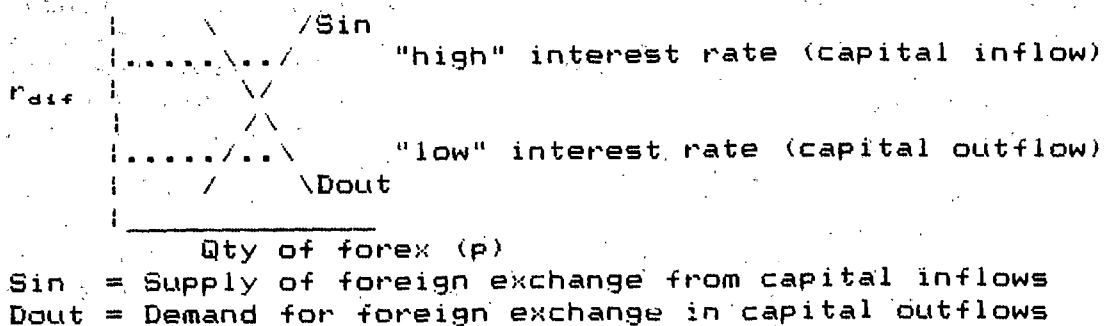 /Sin
"high" interest rate (capital inflow)
r dif
"low" interest rate (capital outflow)
\Dout
Qty of forex (p)
Sin = Supply of foreign exchange from capital inflows
Dout = Demand for foreign exchange in capital outflows